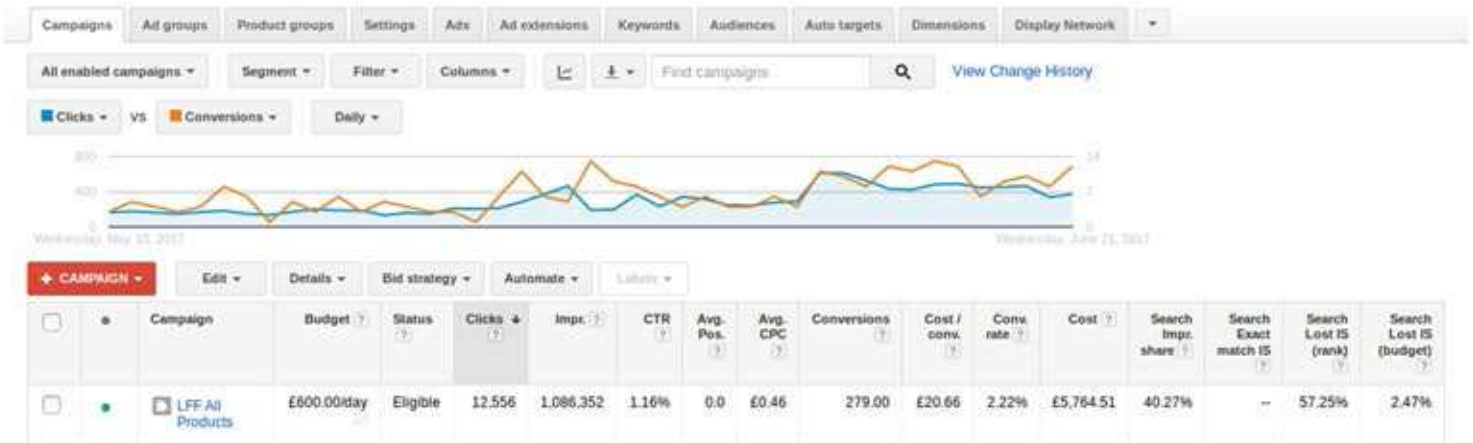 Campaigns Ad groups Product groups Settings Ads Ad extensions Keywords Audiences Auto targets Dimensions Display Network
All enabled campaigns Segment Filter Columns Find campaigns View Change History
Clicks VS Conversions Daily
800 14
400 7
0 0
Wednesday, June 21, 2017
+ CAMPAIGN Edit Details Bid strategy Automate Labels
Campaign Budget ? Status ? Clicks ? Impr. ? CTR ? Avg. Pos. ? Avg. CPC ? Conversions ? Cost / conv. ? Conv. rate ? Cost ? Search Impr. share ? Search Exact match IS ? Search Lost IS (rank) ? Search Lost IS (budget) ?
LFF All Products £600.00/day Eligible 12,556 1,086,352 1.16% 0.0 £0.46 279.00 £20.66 2.22% £5,764.51 40.27% -- 57.25% 2.47%